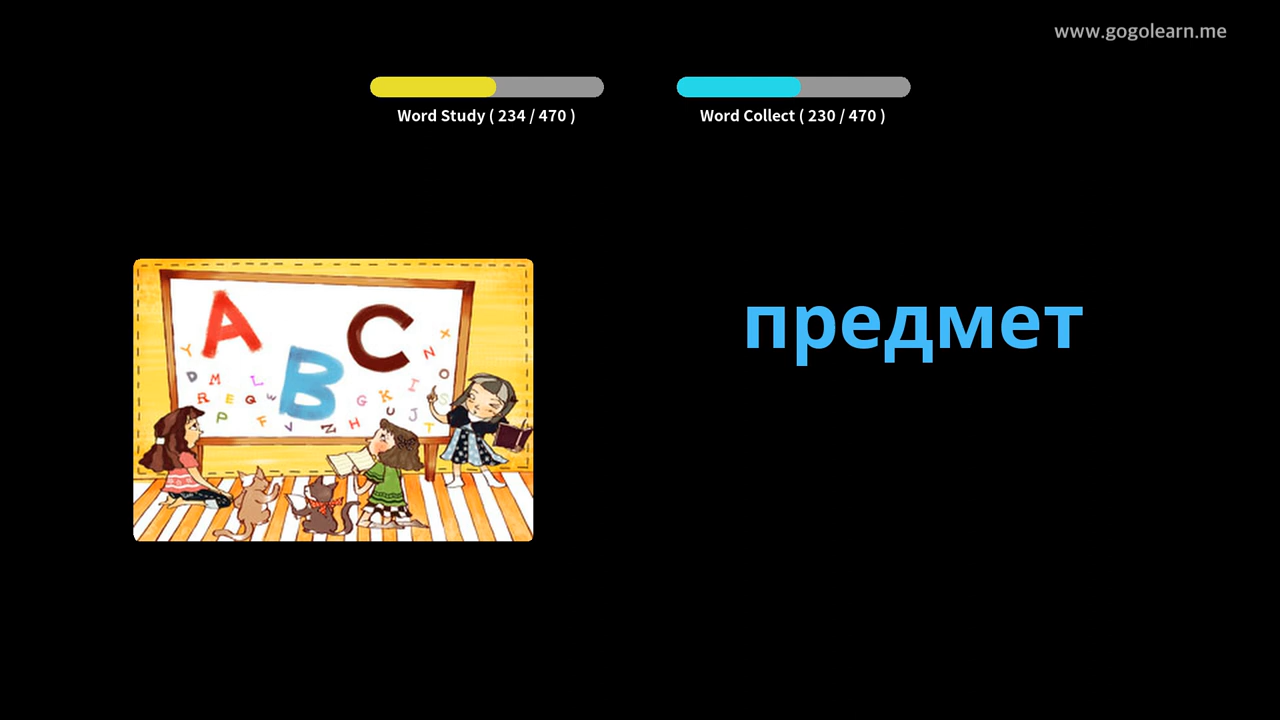 www.gogolearn.me
Word Study ( 234 / 470 )
Word Collect ( 230 / 470 )
предмет
A
B
C
X
Y
N
D
M
L
O
I
R
E
Q
W
G
K
S
P
F
V
Z
H
U
J
T